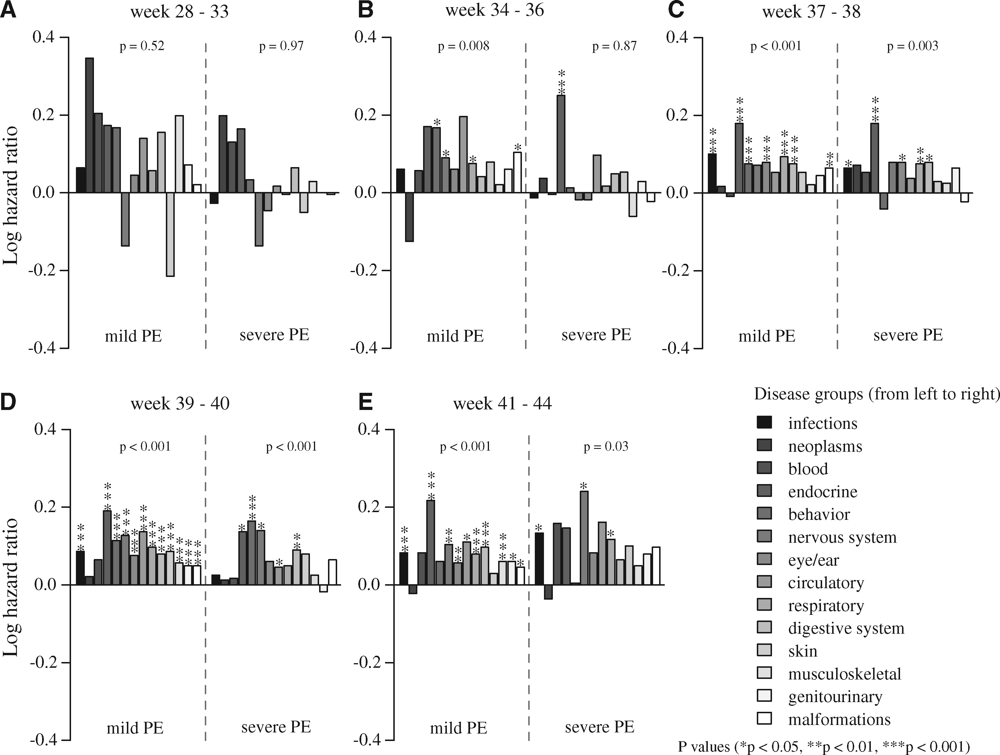 A
week 28 - 33
B
week 34 - 36
C
week 37 - 38
Log hazard ratio
0.4
0.2
0.0
-0.2
-0.4
p = 0.52
p = 0.97
mild PE
severe PE
0.4
0.2
0.0
-0.2
-0.4
p = 0.008
p = 0.87
*
*
*
*
*
*
*
mild PE
severe PE
0.4
0.2
0.0
-0.2
-0.4
p < 0.001
p = 0.003
***
***
***
***
***
***
**
*
***
*
**
*
mild PE
severe PE
D
week 39 - 40
E
week 41 - 44
Log hazard ratio
0.4
0.2
0.0
-0.2
-0.4
p < 0.001
p < 0.001
***
***
***
***
***
***
***
***
***
***
***
***
*
***
*
*
**
mild PE
severe PE
0.4
0.2
0.0
-0.2
-0.4
p < 0.001
p = 0.03
***
***
**
**
*
***
***
***
*
*
*
*
*
mild PE
severe PE
Disease groups (from left to right)
infections
neoplasms
blood
endocrine
behavior
nervous system
eye/ear
circulatory
respiratory
digestive system
skin
musculoskeletal
genitourinary
malformations
P values (*p < 0.05, **p < 0.01, ***p < 0.001)